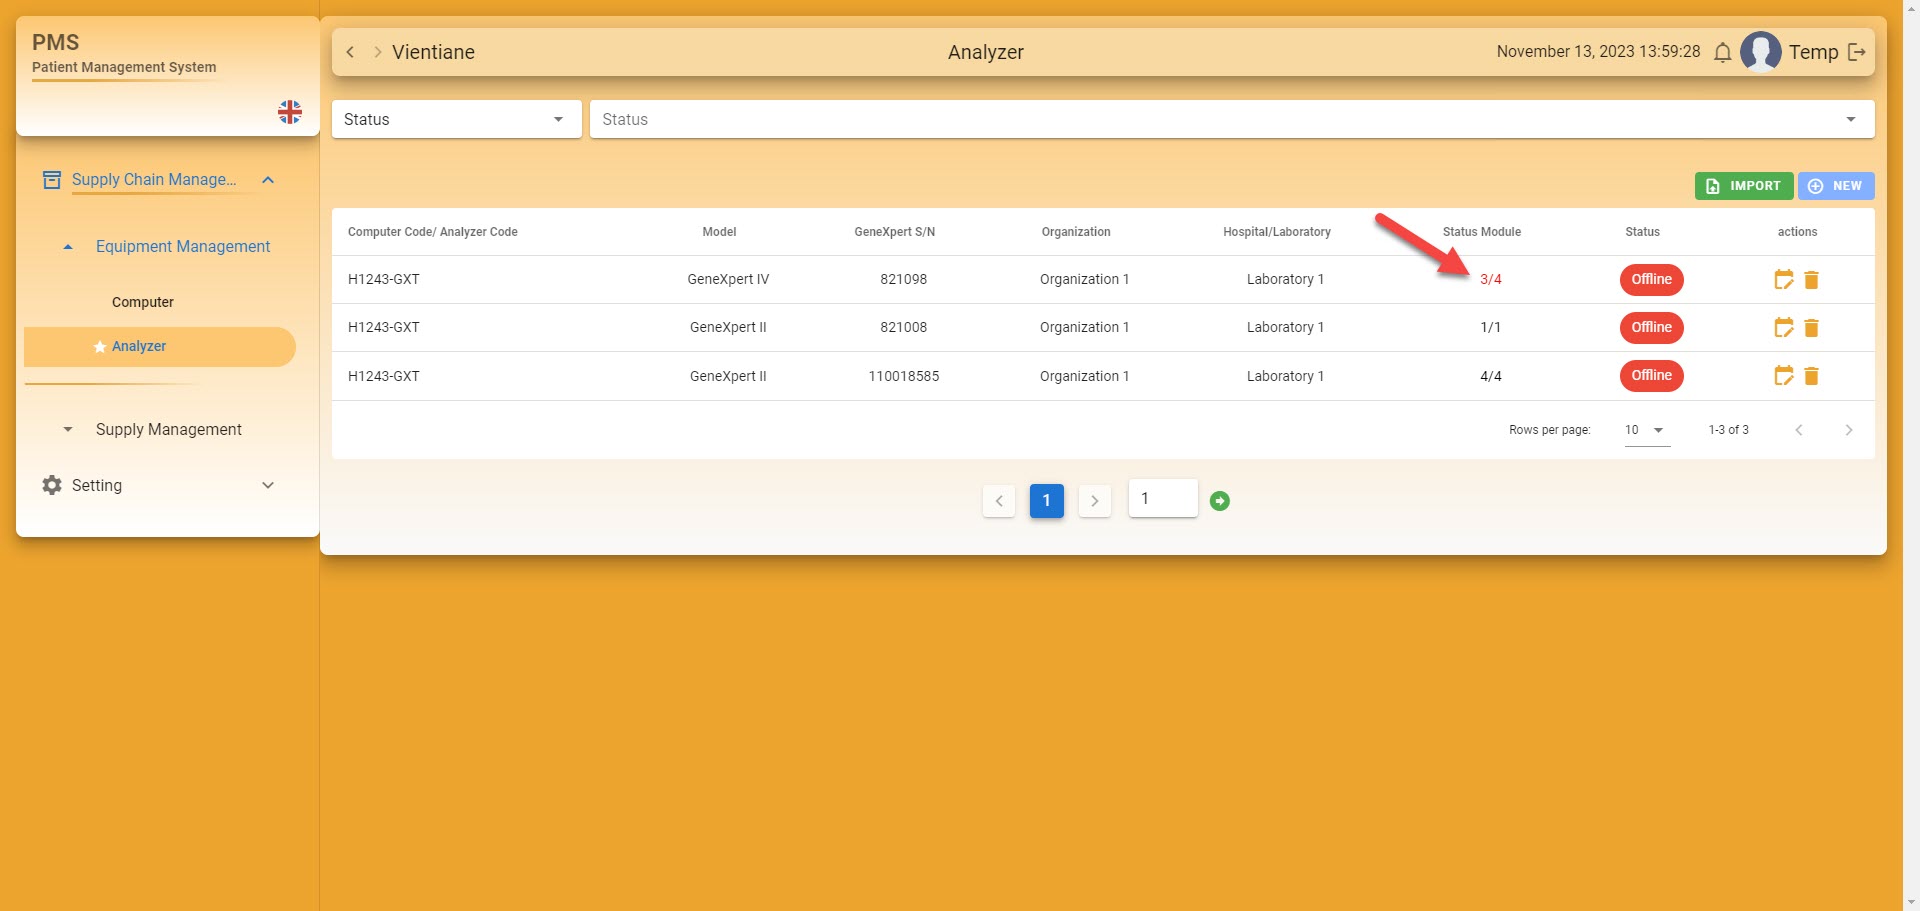 PMS
Patient Management System
Supply Chain Manage...
Equipment Management
Computer
Analyzer
Supply Management
Setting
Vientiane
Analyzer
November 13, 2023 13:59:28
Temp
Status
Status
IMPORT
NEW
Computer Code/ Analyzer Code Model GeneXpert S/N Organization Hospital/Laboratory Status Module Status actions
H1243-GXT GeneXpert IV 821098 Organization 1 Laboratory 1 3/4 Offline
H1243-GXT GeneXpert II 821008 Organization 1 Laboratory 1 1/1 Offline
H1243-GXT GeneXpert II 110018585 Organization 1 Laboratory 1 4/4 Offline
Rows per page: 10 1-3 of 3
1 1